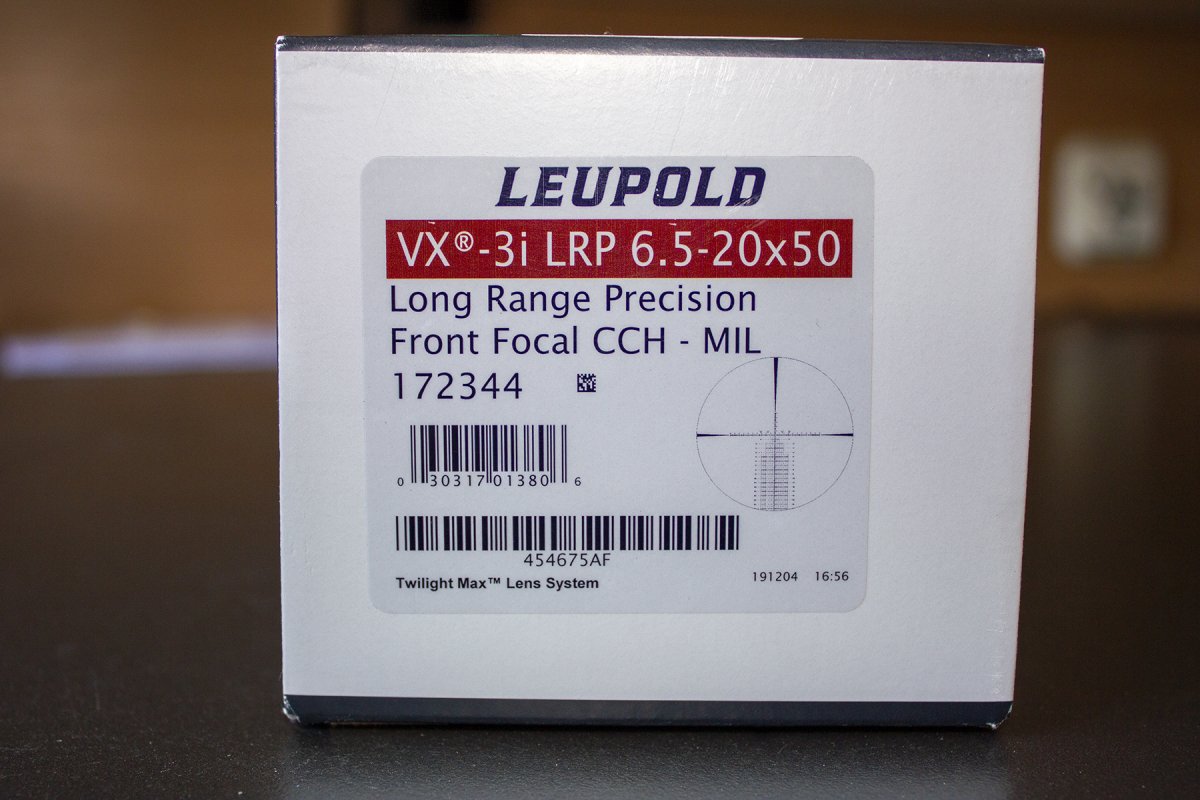 LEUPOLD
VX®-3i LRP 6.5-20x50
Long Range Precision
Front Focal CCH - MIL
172344
0 30317 01380 6
454675AF
Twilight Max™ Lens System
191204 16:56